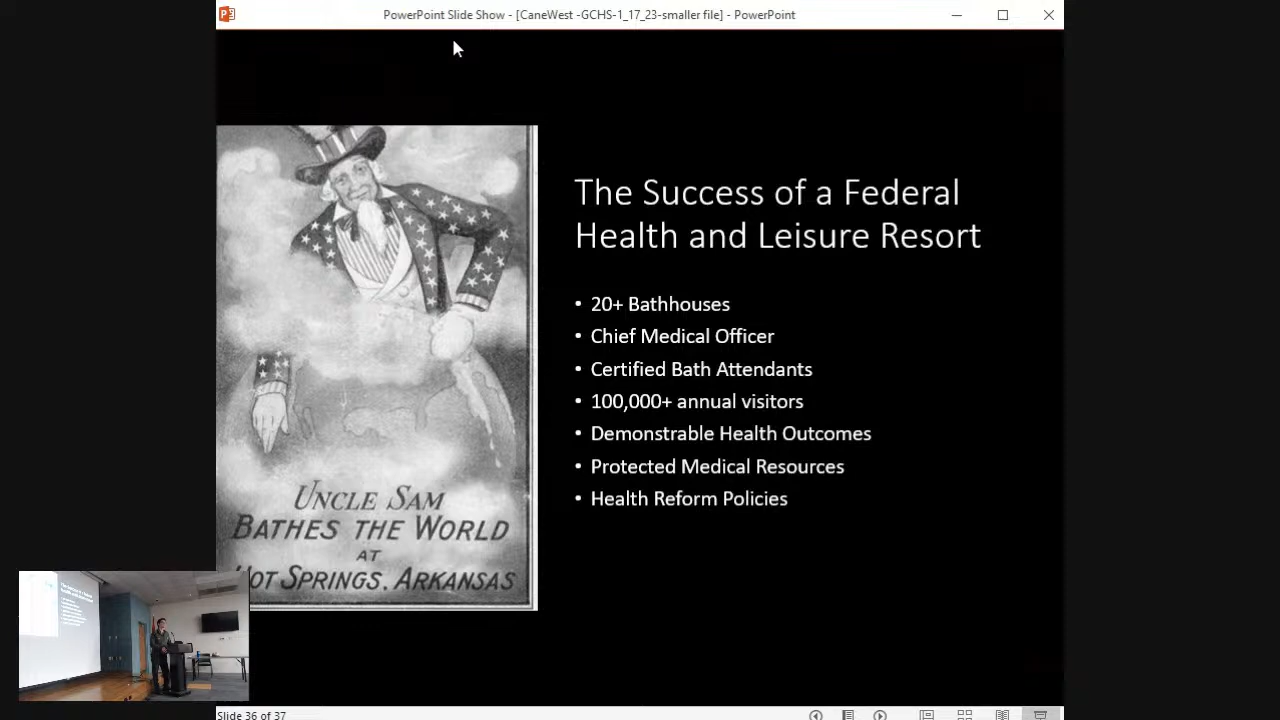 PowerPoint Slide Show - [CaneWest -GCHS-1_17_23-smaller file] - PowerPoint
The Success of a Federal
Health and Leisure Resort
• 20+ Bathhouses
• Chief Medical Officer
• Certified Bath Attendants
• 100,000+ annual visitors
• Demonstrable Health Outcomes
• Protected Medical Resources
• Health Reform Policies
UNCLE SAM
BATHES THE WORLD
AT
HOT SPRINGS, ARKANSAS
Slide 36 of 37